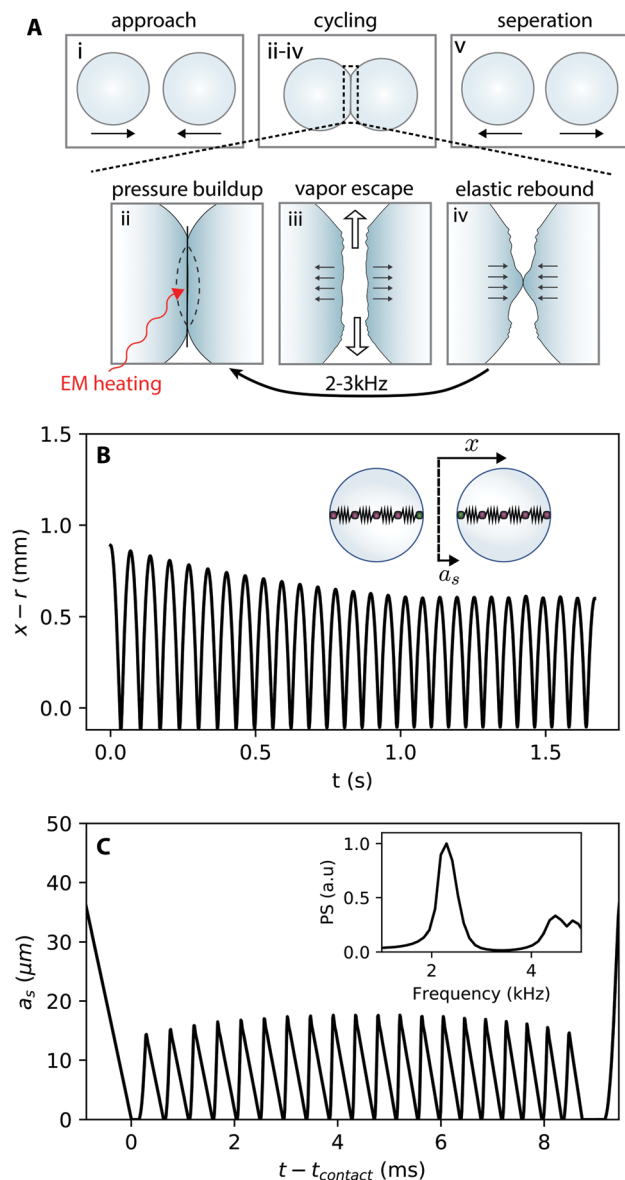 A
approach
cycling
seperation
i
ii-iv
v
pressure buildup
vapor escape
elastic rebound
ii
iii
iv
EM heating
2-3kHz
B
x
a_s
1.5
1.0
0.5
0.0
x − r (mm)
0.0
0.5
1.0
1.5
t (s)
C
50
40
30
20
10
0
a_s (μm)
1.0
0.5
0.0
PS (a.u)
2
4
Frequency (kHz)
0
2
4
6
8
t − t_contact (ms)